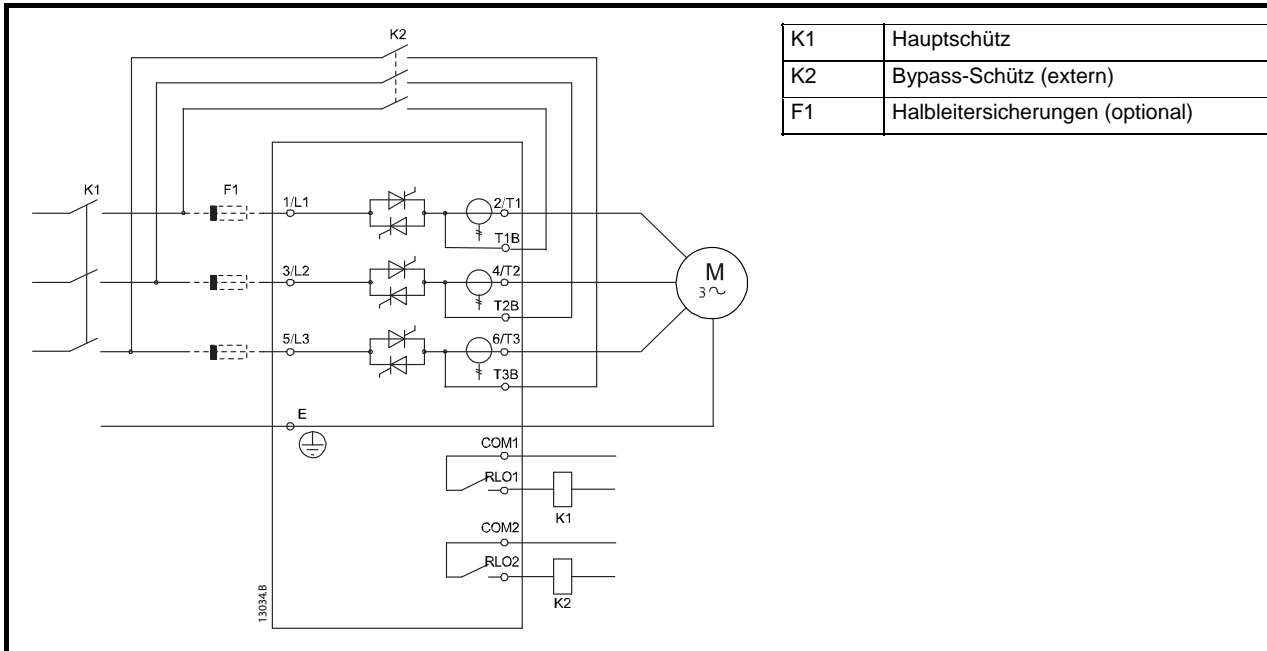 K2
K1
F1
1/L1
2/T1
T1B
3/L2
4/T2
T2B
5/L3
6/T3
T3B
M
3~
E
COM1
RLO1
K1
COM2
RLO2
K2
13034.B
K1 Hauptschütz
K2 Bypass-Schütz (extern)
F1 Halbleitersicherungen (optional)